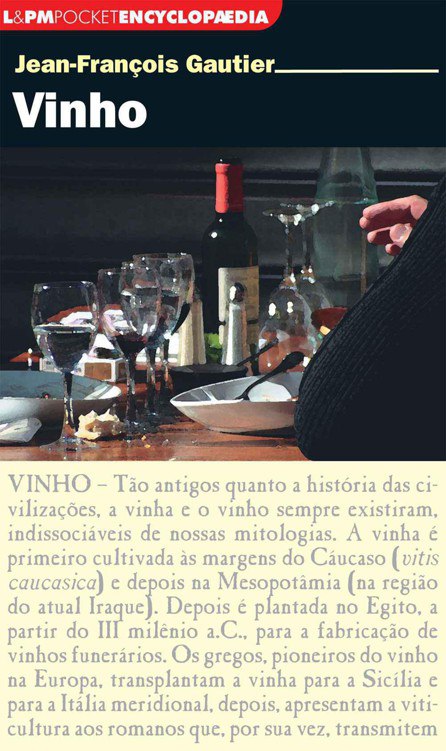 L&PMPOCKETENCYCLOPÆDIA
Jean-François Gautier
Vinho
VINHO – Tão antigos quanto a história das ci-
vilizações, a vinha e o vinho sempre existiram,
indissociáveis de nossas mitologias. A vinha é
primeiro cultivada às margens do Cáucaso (vitis
caucasica) e depois na Mesopotâmia (na região
do atual Iraque). Depois é plantada no Egito, a
partir do III milênio a.C., para a fabricação de
vinhos funerários. Os gregos, pioneiros do vinho
na Europa, transplantam a vinha para a Sicília e
para a Itália meridional, depois, apresentam a viti-
cultura aos romanos que, por sua vez, transmitem